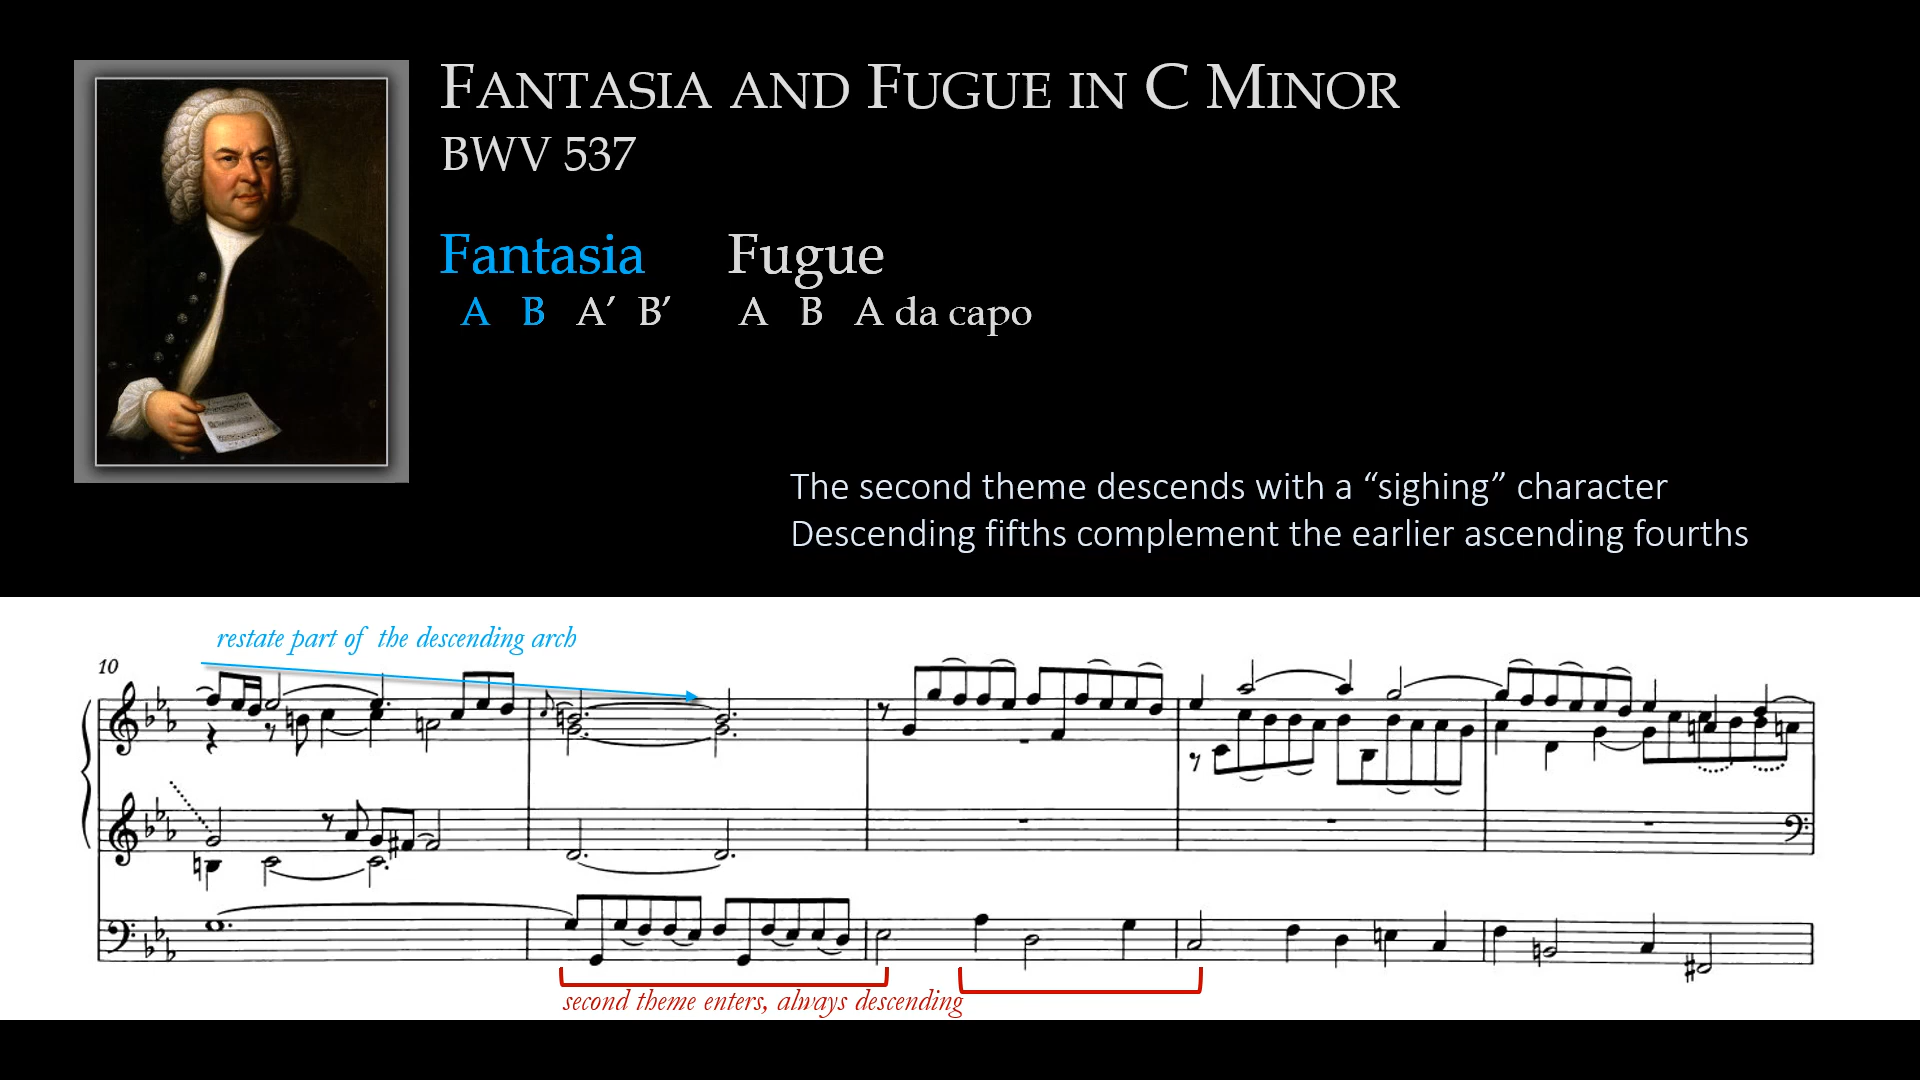 FANTASIA AND FUGUE IN C MINOR
BWV 537
Fantasia Fugue
A B A′ B′ A B A da capo
The second theme descends with a “sighing” character
Descending fifths complement the earlier ascending fourths
restate part of the descending arch
10
second theme enters, always descending